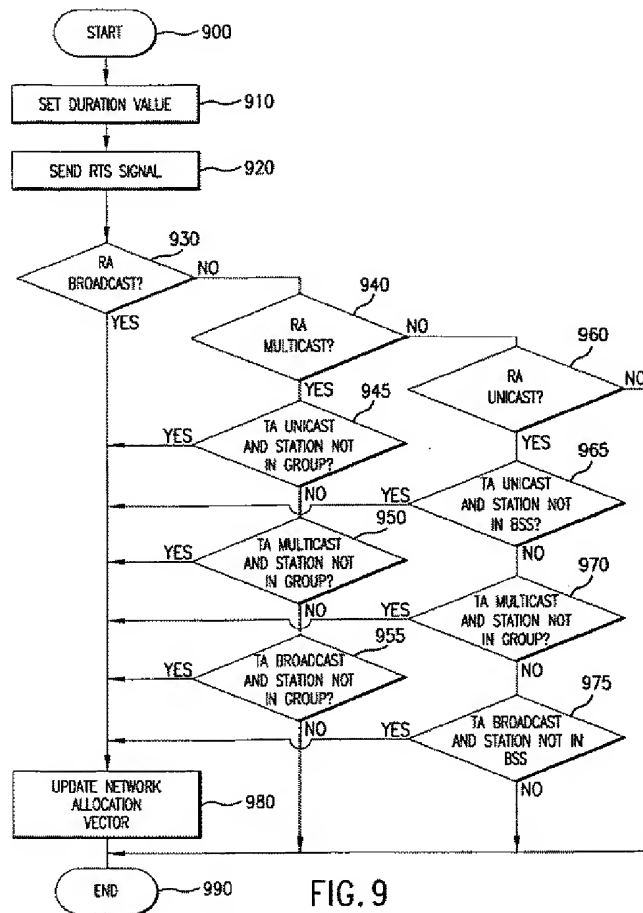 START
900
SET DURATION VALUE
910
SEND RTS SIGNAL
920
930
RA
BROADCAST?
NO
YES
940
RA
MULTICAST?
NO
YES
960
RA
UNICAST?
NO
YES
945
TA UNICAST
AND STATION NOT
IN GROUP?
YES
NO
965
TA UNICAST
AND STATION NOT
IN BSS?
YES
NO
950
TA MULTICAST
AND STATION NOT
IN GROUP?
YES
NO
970
TA MULTICAST
AND STATION NOT
IN GROUP?
YES
NO
955
TA BROADCAST
AND STATION NOT
IN GROUP?
YES
NO
975
TA BROADCAST
AND STATION NOT IN
BSS
YES
NO
UPDATE NETWORK
ALLOCATION
VECTOR
980
END
990
FIG. 9